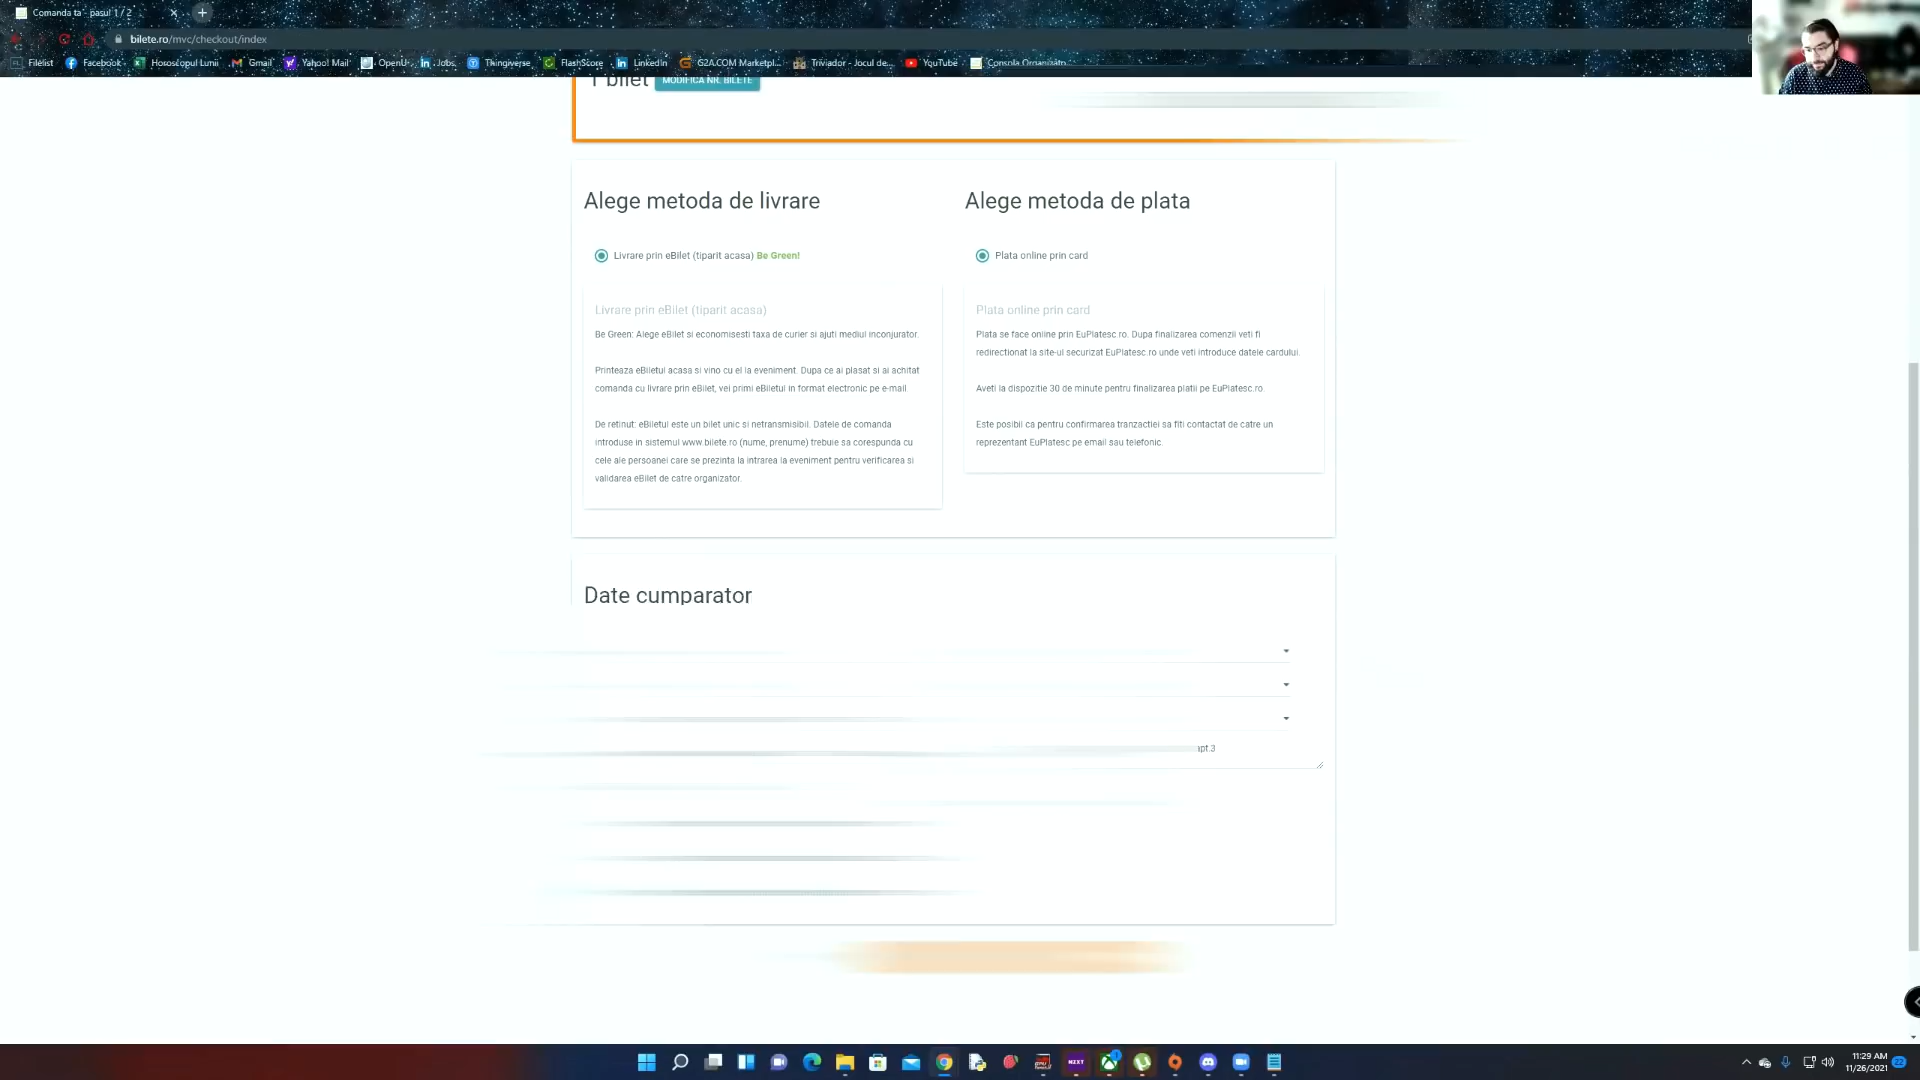 Comanda ta - pasul 1 / 2
bilete.ro/mvc/checkout/index
Filelist Facebook Horoscopul Lunii Gmail Yahoo! Mail OpenU Jobs Thingiverse FlashScore LinkedIn G2A.COM Marketpl... Triviador - Jocul de... YouTube Consola Organizato
1 bilet MODIFICA NR. BILETE
Alege metoda de livrare
Livrare prin eBilet (tiparit acasa) Be Green!
Livrare prin eBilet (tiparit acasa)
Be Green: Alege eBilet si economisesti taxa de curier si ajuti mediul inconjurator.
Printeaza eBiletul acasa si vino cu el la eveniment. Dupa ce ai plasat si ai achitat
comanda cu livrare prin eBilet, vei primi eBiletul in format electronic pe e-mail.
De retinut: eBiletul este un bilet unic si netransmisibil. Datele de comanda
introduse in sistemul www.bilete.ro (nume, prenume) trebuie sa corespunda cu
cele ale persoanei care se prezinta la intrarea la eveniment pentru verificarea si
validarea eBilet de catre organizator.
Alege metoda de plata
Plata online prin card
Plata online prin card
Plata se face online prin EuPlatesc.ro. Dupa finalizarea comenzii veti fi
redirectionat la site-ul securizat EuPlatesc.ro unde veti introduce datele cardului.
Aveti la dispozitie 30 de minute pentru finalizarea platii pe EuPlatesc.ro.
Este posibil ca pentru confirmarea tranzactiei sa fiti contactat de catre un
reprezentant EuPlatesc pe email sau telefonic.
Date cumparator
apt.3
NZXT
11:29 AM
11/26/2021
22